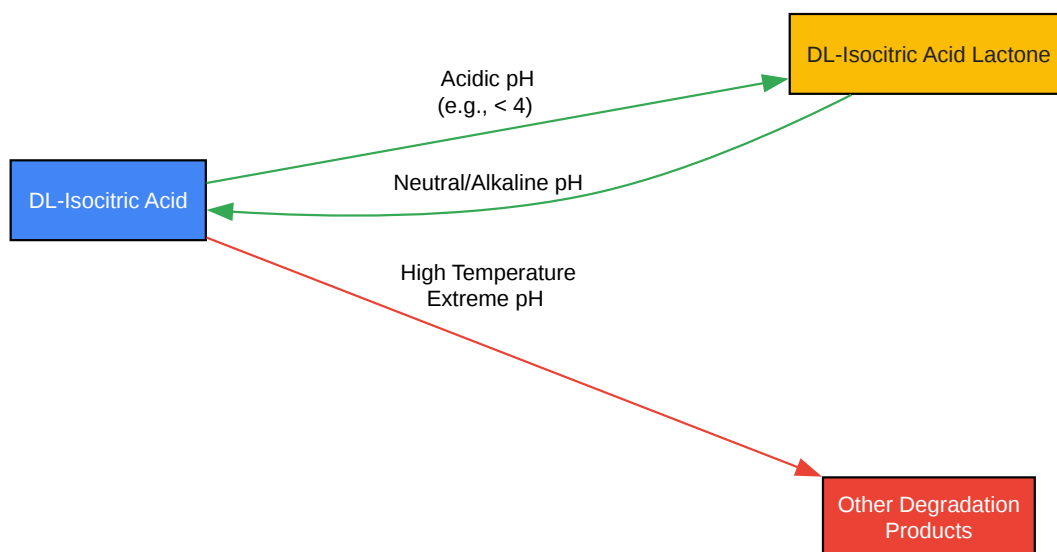 DL-Isocitric Acid Lactone
Acidic pH
(e.g., < 4)
Neutral/Alkaline pH
DL-Isocitric Acid
High Temperature
Extreme pH
Other Degradation
Products